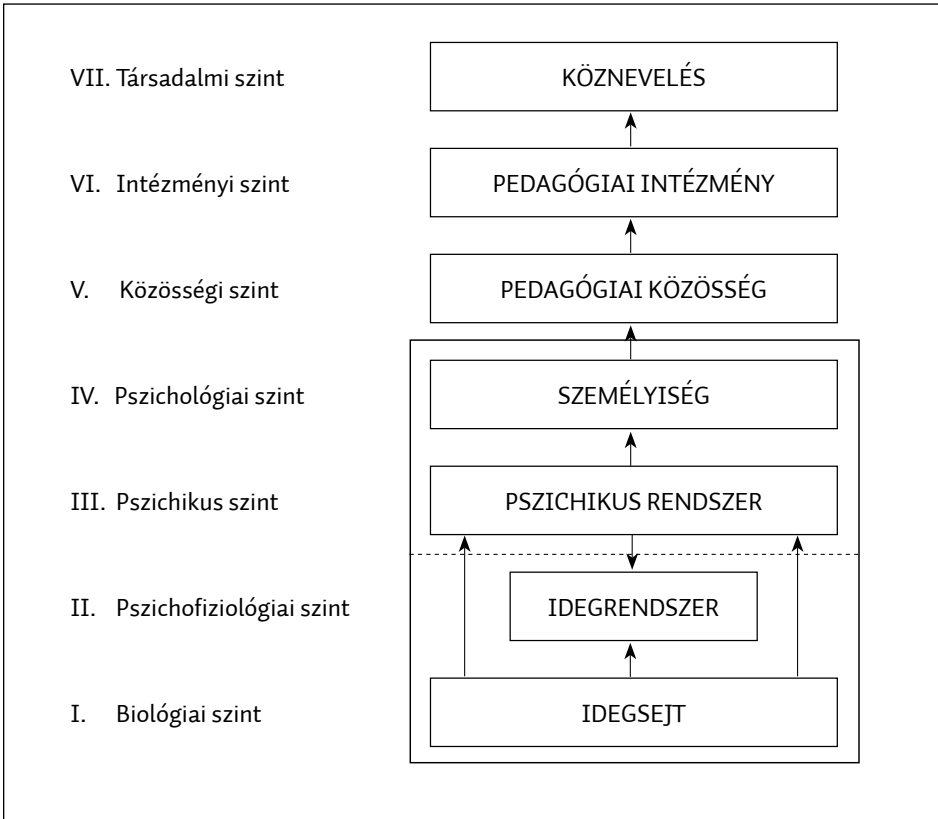 VII. Társadalmi szint KÖZNEVELÉS
VI. Intézményi szint PEDAGÓGIAI INTÉZMÉNY
V. Közösségi szint PEDAGÓGIAI KÖZÖSSÉG
IV. Pszichológiai szint SZEMÉLYISÉG
III. Pszichikus szint PSZICHIKUS RENDSZER
II. Pszichofiziológiai szint IDEGRENDSZER
I. Biológiai szint IDEGSEJT